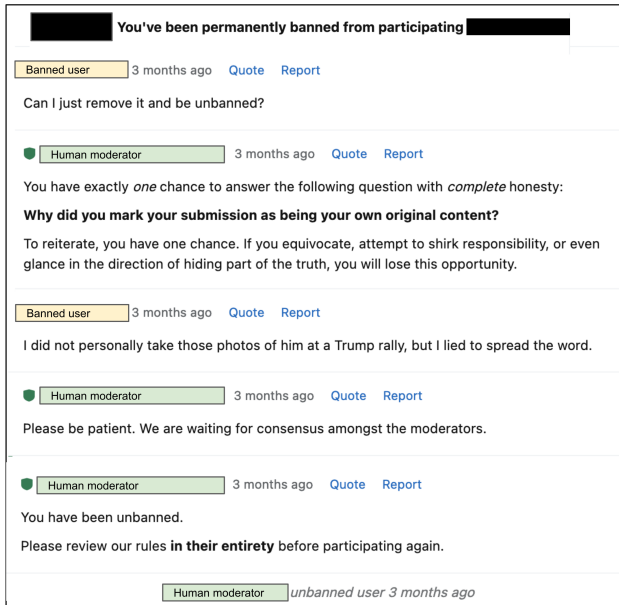 You've been permanently banned from participating
Banned user 3 months ago Quote Report
Can I just remove it and be unbanned?
Human moderator 3 months ago Quote Report
You have exactly one chance to answer the following question with complete honesty:
Why did you mark your submission as being your own original content?
To reiterate, you have one chance. If you equivocate, attempt to shirk responsibility, or even
glance in the direction of hiding part of the truth, you will lose this opportunity.
Banned user 3 months ago Quote Report
I did not personally take those photos of him at a Trump rally, but I lied to spread the word.
Human moderator 3 months ago Quote Report
Please be patient. We are waiting for consensus amongst the moderators.
Human moderator 3 months ago Quote Report
You have been unbanned.
Please review our rules in their entirety before participating again.
Human moderator unbanned user 3 months ago